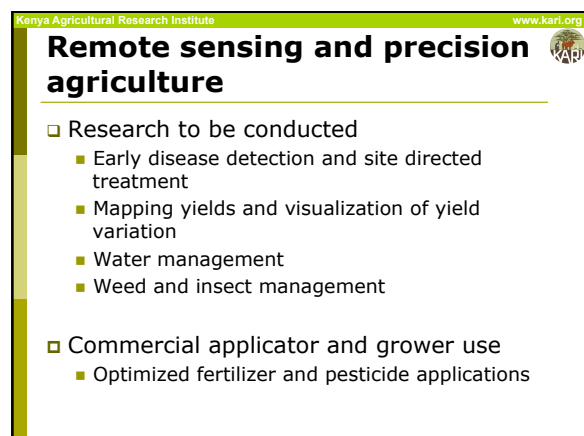 Kenya Agricultural Research Institute www.kari.org
Remote sensing and precision
agriculture
KARI
Research to be conducted
Early disease detection and site directed
treatment
Mapping yields and visualization of yield
variation
Water management
Weed and insect management
Commercial applicator and grower use
Optimized fertilizer and pesticide applications